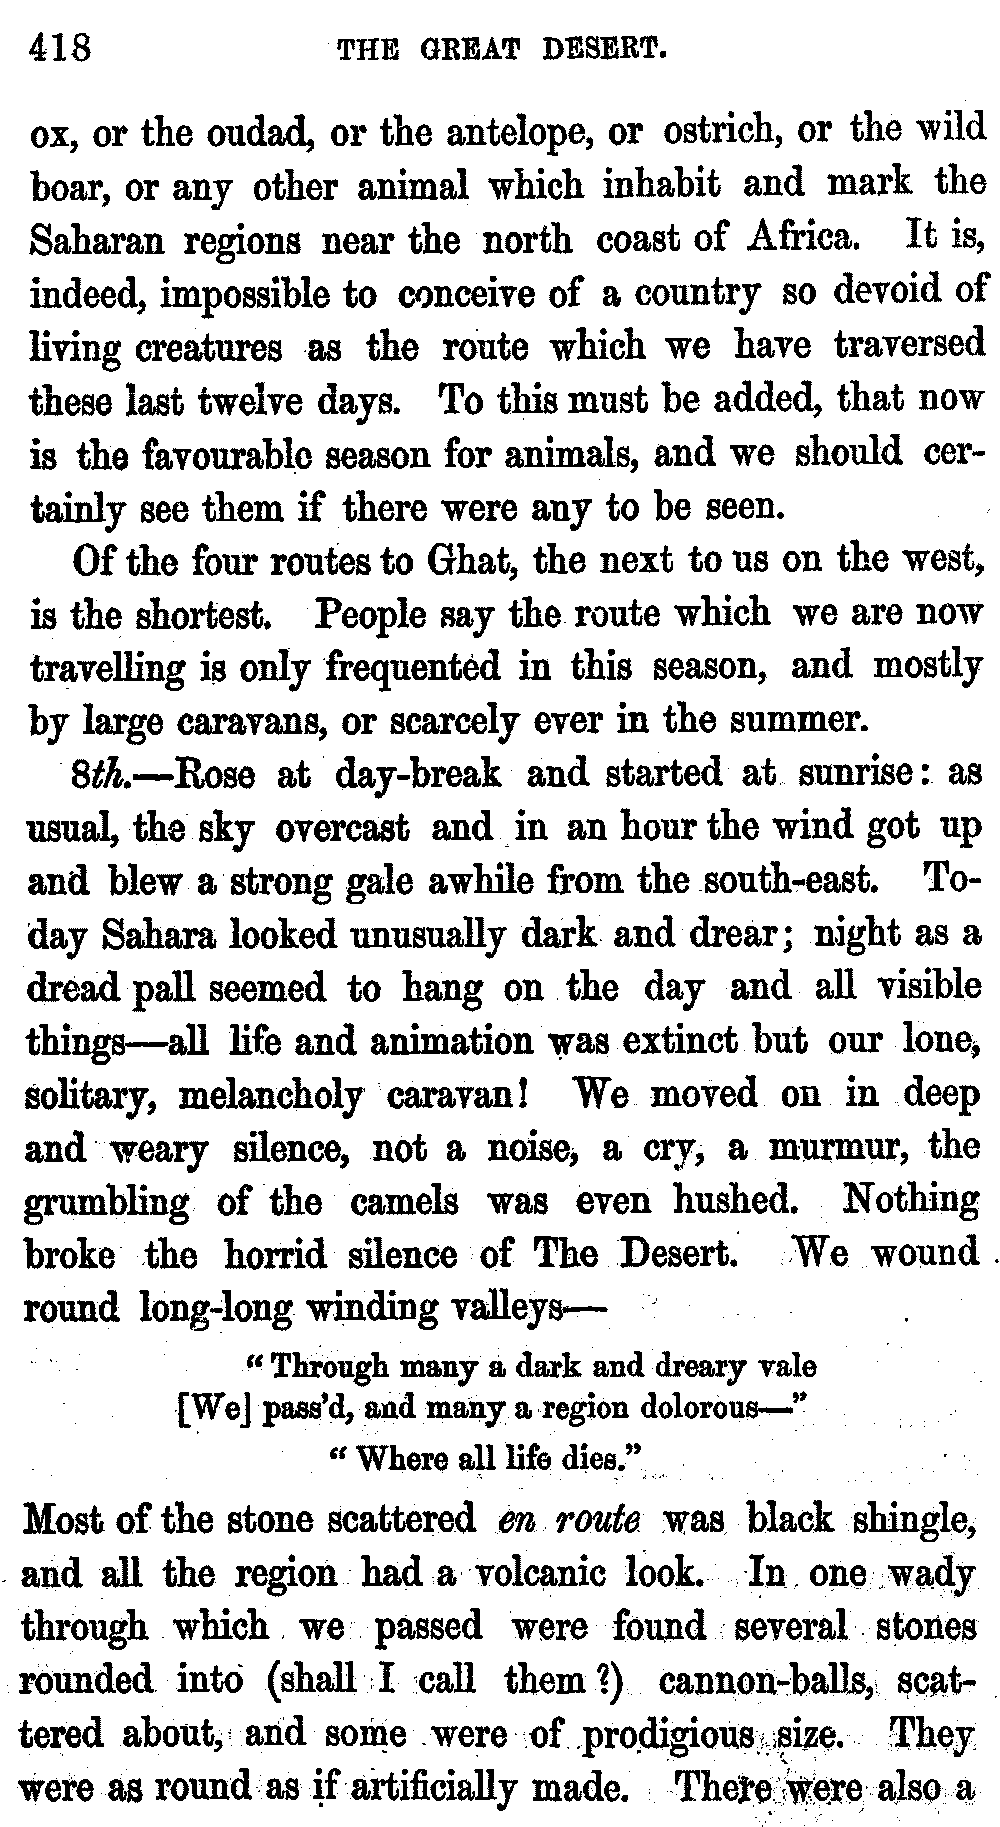 418 THE GREAT DESERT.
ox, or the oudad, or the antelope, or ostrich, or the wild
boar, or any other animal which inhabit and mark the
Saharan regions near the north coast of Africa. It is,
indeed, impossible to conceive of a country so devoid of
living creatures as the route which we have traversed
these last twelve days. To this must be added, that now
is the favourable season for animals, and we should cer-
tainly see them if there were any to be seen.
Of the four routes to Ghat, the next to us on the west,
is the shortest. People say the route which we are now
travelling is only frequented in this season, and mostly
by large caravans, or scarcely ever in the summer.
8th.—Rose at day-break and started at sunrise: as
usual, the sky overcast and in an hour the wind got up
and blew a strong gale awhile from the south-east. To-
day Sahara looked unusually dark and drear; night as a
dread pall seemed to hang on the day and all visible
things—all life and animation was extinct but our lone,
solitary, melancholy caravan! We moved on in deep
and weary silence, not a noise, a cry, a murmur, the
grumbling of the camels was even hushed. Nothing
broke the horrid silence of The Desert. We wound
round long-long winding valleys—
"Through many a dark and dreary vale
[We] pass'd, and many a region dolorous—"
"Where all life dies."
Most of the stone scattered en route was black shingle,
and all the region had a volcanic look. In one wady
through which we passed were found several stones
rounded into (shall I call them?) cannon-balls, scat-
tered about, and some were of prodigious size. They
were as round as if artificially made. There were also a